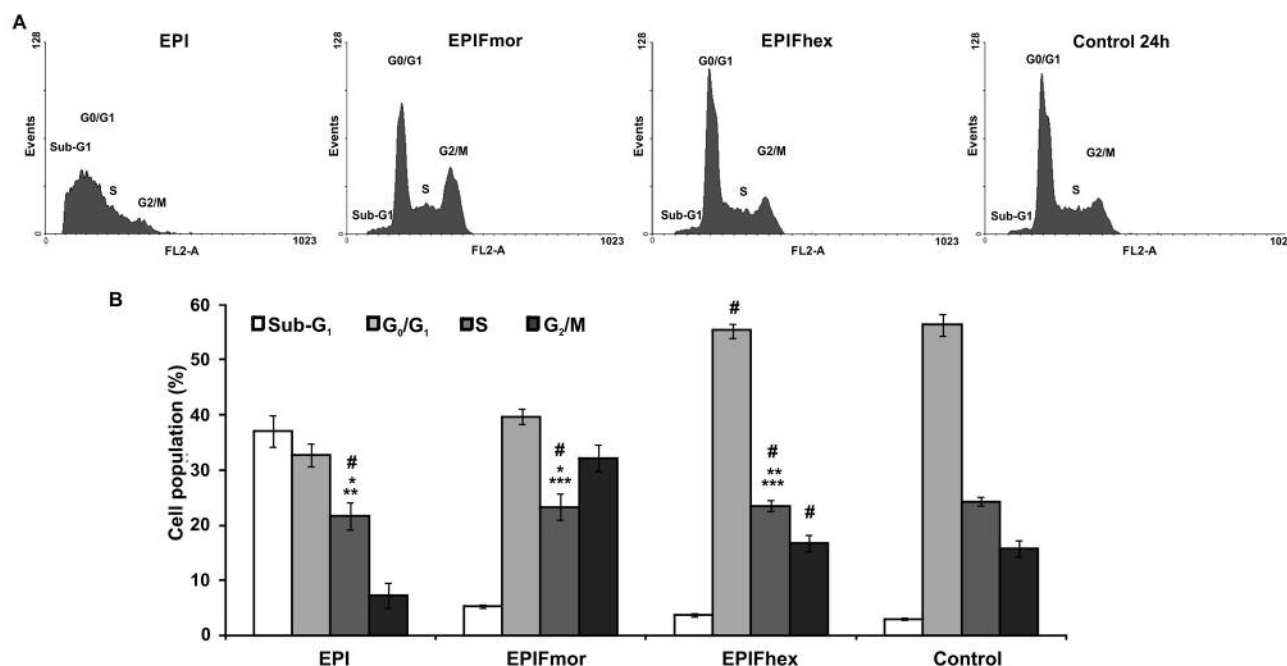 A
EPI
EPIFmor
EPIFhex
Control 24h
128
Events
0
Sub-G1
G0/G1
S
G2/M
FL2-A
1023
128
Events
0
Sub-G1
G0/G1
S
G2/M
FL2-A
1023
128
Events
0
Sub-G1
G0/G1
S
G2/M
FL2-A
1023
128
Events
0
Sub-G1
G0/G1
S
G2/M
FL2-A
102
B
Cell population (%)
60
50
40
30
20
10
0
Sub-G₁ G₀/G₁ S G₂/M
#
*
**
#
*
***
#
#
**
***
#
EPI EPIFmor EPIFhex Control